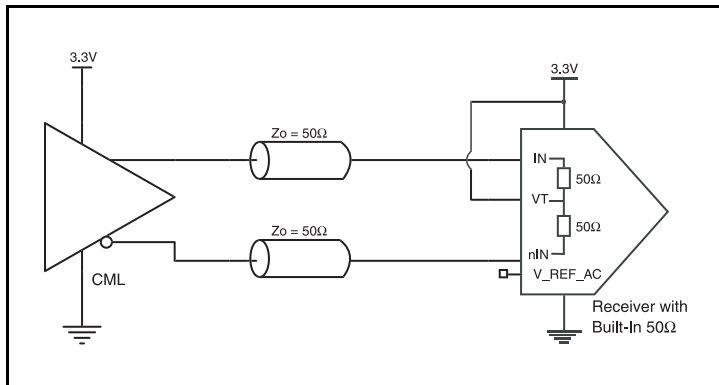 3.3V
3.3V
Zo = 50Ω
IN
50Ω
VT
Zo = 50Ω
50Ω
nIN
V_REF_AC
CML
Receiver with
Built-In 50Ω